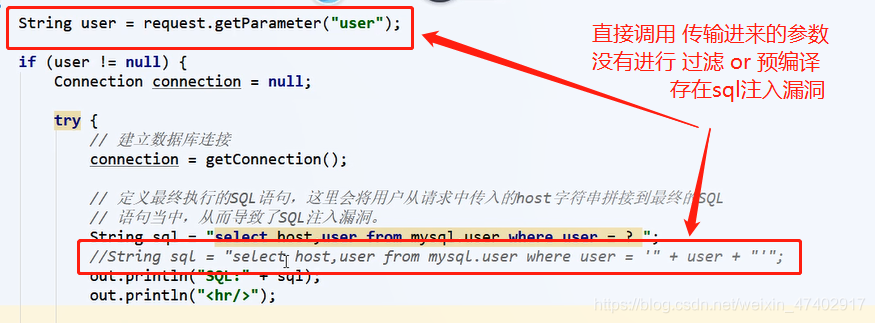 String user = request.getParameter("user");
直接调用 传输进来的参数
没有进行 过滤 or 预编译
存在sql注入漏洞
if (user != null) {
Connection connection = null;
try {
// 建立数据库连接
connection = getConnection();
// 定义最终执行的SQL语句，这里会将用户从请求中传入的host字符串拼接到最终的SQL
// 语句当中，从而导致了SQL注入漏洞。
String sql = "select host,user from mysql.user where user = ? ";
//String sql = "select host,user from mysql.user where user = '" + user + "'";
out.println("SQL:" + sql);
out.println("<hr/>");
https://blog.csdn.net/weixin_47402917